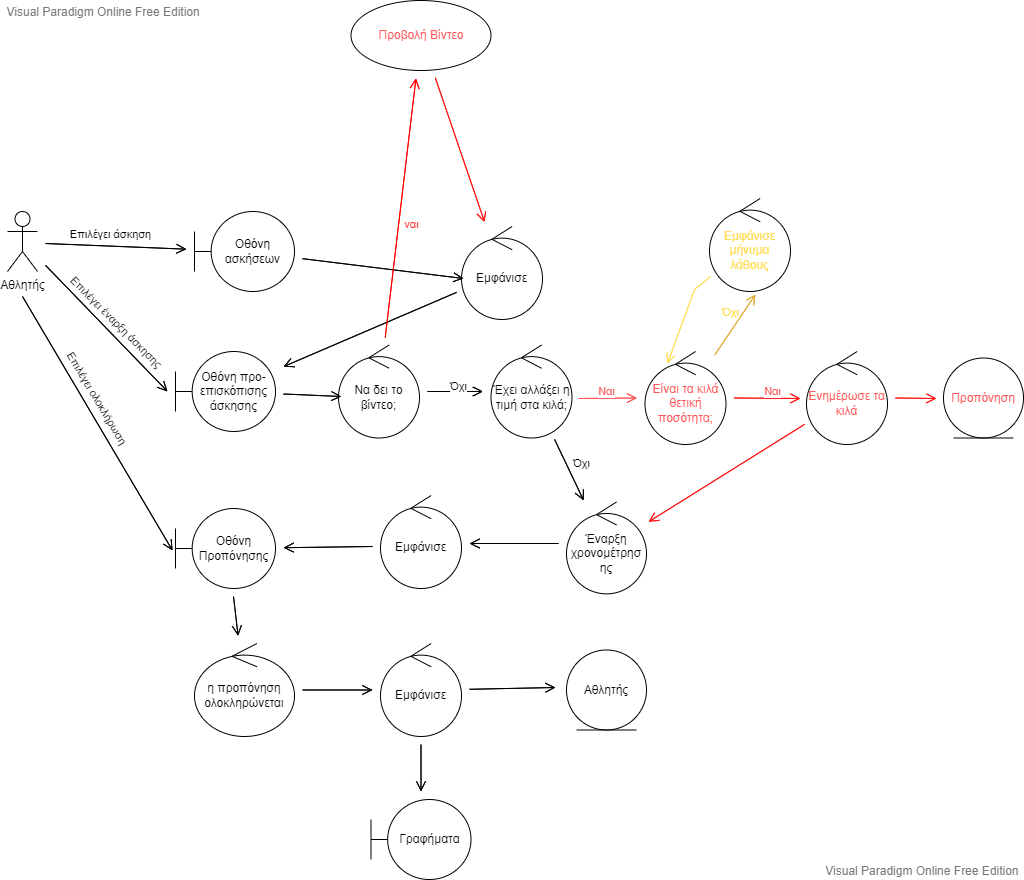 Visual Paradigm Online Free Edition
Προβολή Βίντεο
ναι
Επιλέγει άσκηση
Οθόνη
ασκήσεων
Εμφάνισε
Εμφάνισε
μήνυμα
λάθους
Αθλητής
Επιλέγει έναρξη άσκησης
Όχι
Επιλέγει ολοκλήρωση
Οθόνη προ-
επισκόπισης
άσκησης
Να δει το
βίντεο;
Όχι
Έχει αλλάξει η
τιμή στα κιλά;
Ναι
Είναι τα κιλά
θετική
ποσότητα;
Ναι
Ενημέρωσε τα
κιλά
Προπόνηση
Όχι
Οθόνη
Προπόνησης
Εμφάνισε
Έναρξη
χρονομέτρησ
ης
η προπόνηση
ολοκληρώνεται
Εμφάνισε
Αθλητής
Γραφήματα
Visual Paradigm Online Free Edition